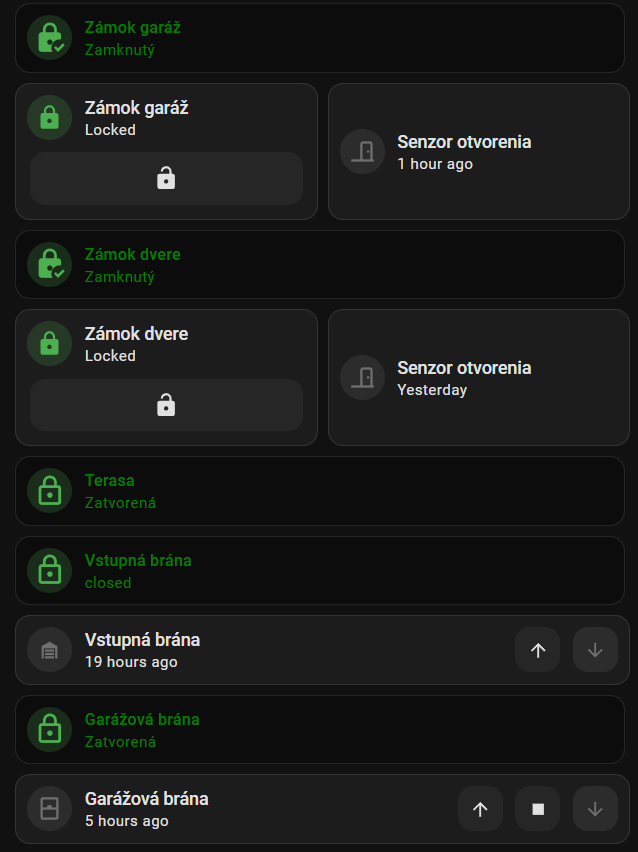 Zámok garáž
Zamknutý
Zámok garáž
Locked
Senzor otvorenia
1 hour ago
Zámok dvere
Zamknutý
Zámok dvere
Locked
Senzor otvorenia
Yesterday
Terasa
Zatvorená
Vstupná brána
closed
Vstupná brána
19 hours ago
Garážová brána
Zatvorená
Garážová brána
5 hours ago